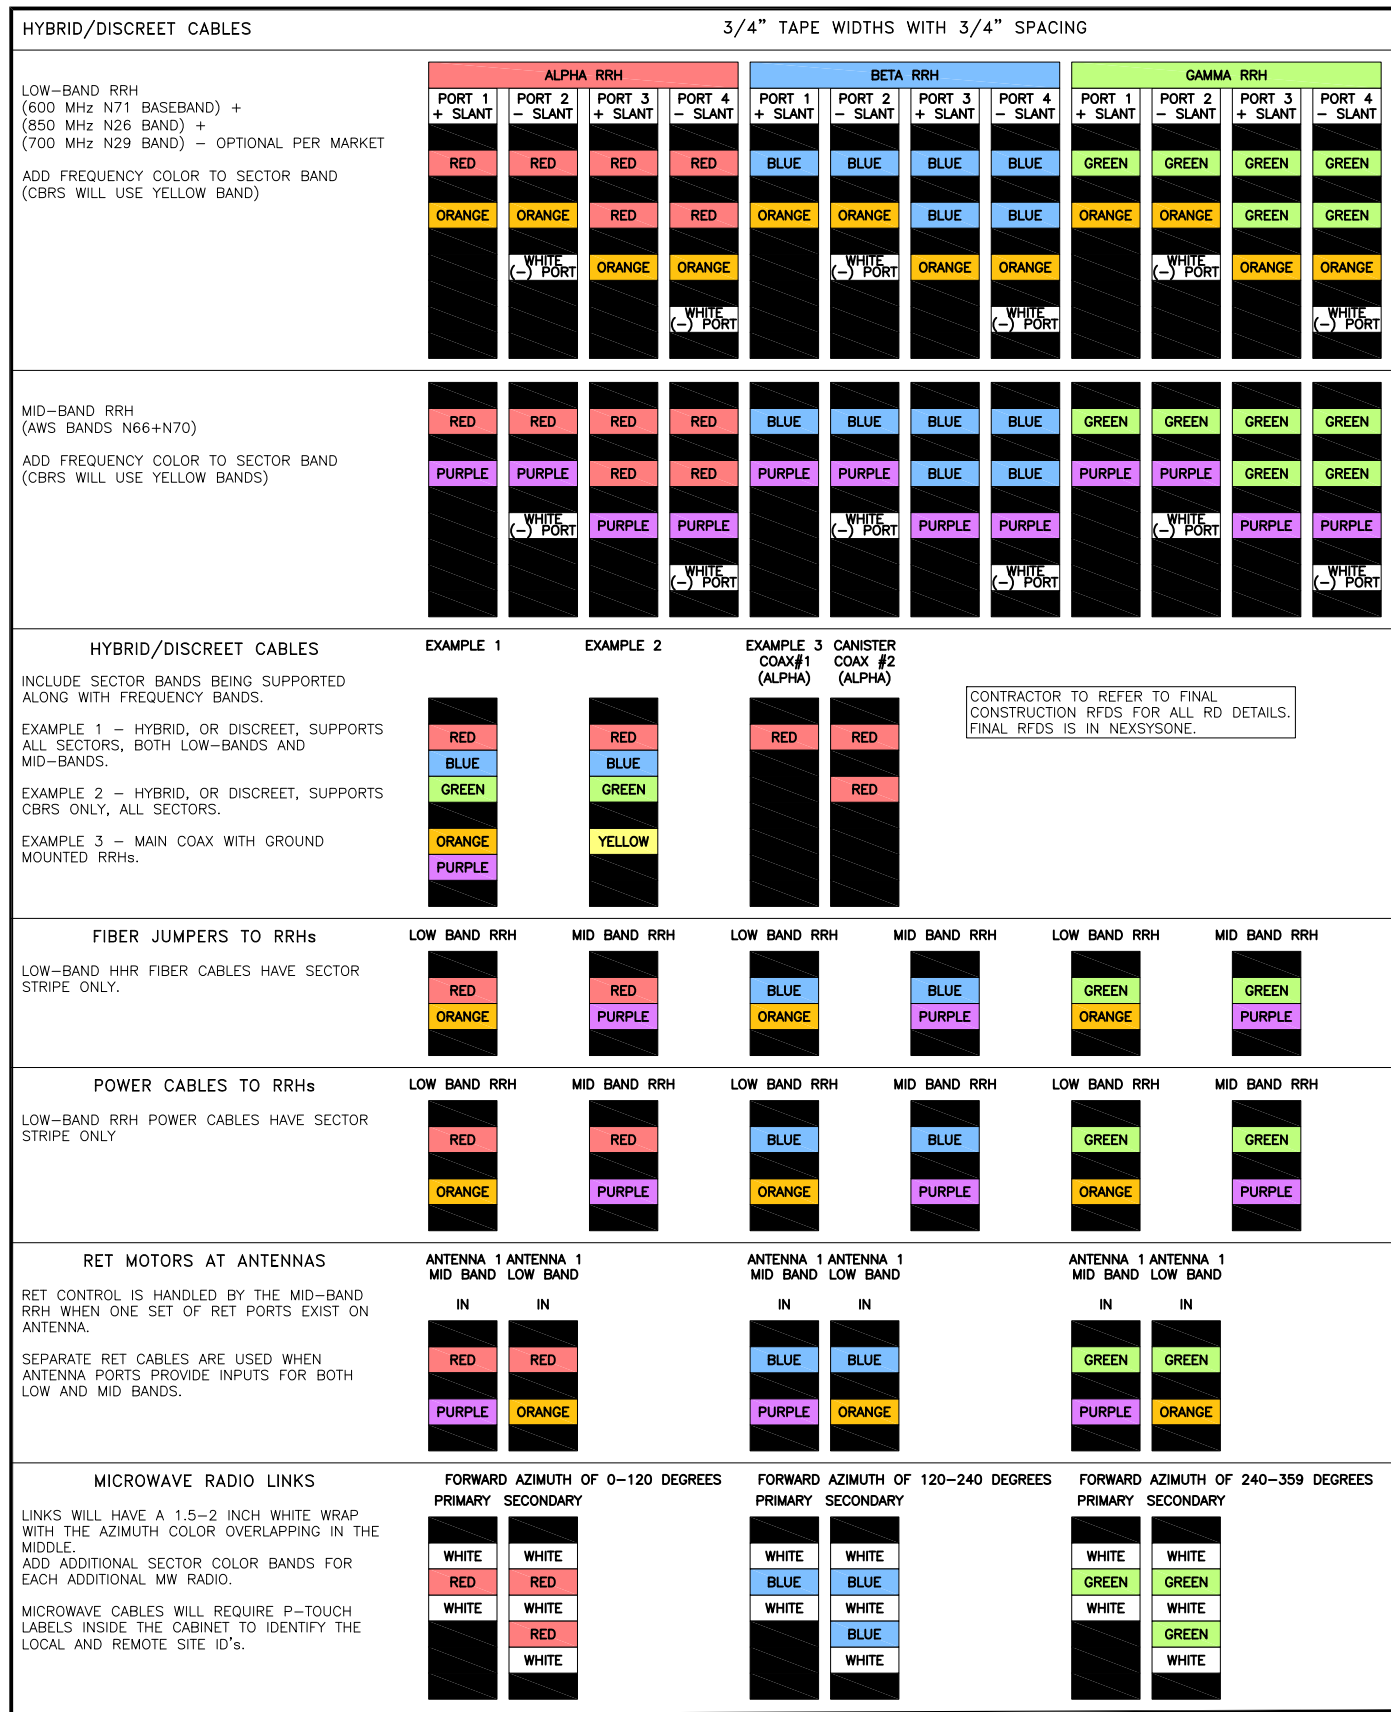 HYBRID/DISCREET CABLES
3/4" TAPE WIDTHS WITH 3/4" SPACING
LOW-BAND RRH
(600 MHz N71 BASEBAND) +
(850 MHz N26 BAND) +
(700 MHz N29 BAND) - OPTIONAL PER MARKET
ADD FREQUENCY COLOR TO SECTOR BAND
(CBRS WILL USE YELLOW BAND)
ALPHA RRH BETA RRH GAMMA RRH
PORT 1 PORT 2 PORT 3 PORT 4 PORT 1 PORT 2 PORT 3 PORT 4 PORT 1 PORT 2 PORT 3 PORT 4
+ SLANT - SLANT + SLANT - SLANT + SLANT - SLANT + SLANT - SLANT + SLANT - SLANT + SLANT - SLANT
RED RED RED RED BLUE BLUE BLUE BLUE GREEN GREEN GREEN GREEN
ORANGE ORANGE RED RED ORANGE ORANGE BLUE BLUE ORANGE ORANGE GREEN GREEN
WHITE (-) PORT ORANGE ORANGE WHITE (-) PORT ORANGE ORANGE WHITE (-) PORT ORANGE ORANGE
WHITE (-) PORT WHITE (-) PORT WHITE (-) PORT
MID-BAND RRH
(AWS BANDS N66+N70)
ADD FREQUENCY COLOR TO SECTOR BAND
(CBRS WILL USE YELLOW BANDS)
RED RED RED RED BLUE BLUE BLUE BLUE GREEN GREEN GREEN GREEN
PURPLE PURPLE RED RED PURPLE PURPLE BLUE BLUE PURPLE PURPLE GREEN GREEN
WHITE (-) PORT PURPLE PURPLE WHITE (-) PORT PURPLE PURPLE WHITE (-) PORT PURPLE PURPLE
WHITE (-) PORT WHITE (-) PORT WHITE (-) PORT
HYBRID/DISCREET CABLES
INCLUDE SECTOR BANDS BEING SUPPORTED
ALONG WITH FREQUENCY BANDS.
EXAMPLE 1 - HYBRID, OR DISCREET, SUPPORTS
ALL SECTORS, BOTH LOW-BANDS AND
MID-BANDS.
EXAMPLE 2 - HYBRID, OR DISCREET, SUPPORTS
CBRS ONLY, ALL SECTORS.
EXAMPLE 3 - MAIN COAX WITH GROUND
MOUNTED RRHs.
EXAMPLE 1 EXAMPLE 2 EXAMPLE 3 CANISTER
COAX#1 COAX #2
(ALPHA) (ALPHA)
RED RED RED RED
BLUE BLUE
GREEN GREEN RED
ORANGE YELLOW
PURPLE
CONTRACTOR TO REFER TO FINAL
CONSTRUCTION RFDS FOR ALL RD DETAILS.
FINAL RFDS IS IN NEXSYSONE.
FIBER JUMPERS TO RRHs
LOW-BAND HHR FIBER CABLES HAVE SECTOR
STRIPE ONLY.
LOW BAND RRH MID BAND RRH LOW BAND RRH MID BAND RRH LOW BAND RRH MID BAND RRH
RED RED BLUE BLUE GREEN GREEN
ORANGE PURPLE ORANGE PURPLE ORANGE PURPLE
POWER CABLES TO RRHs
LOW-BAND RRH POWER CABLES HAVE SECTOR
STRIPE ONLY
LOW BAND RRH MID BAND RRH LOW BAND RRH MID BAND RRH LOW BAND RRH MID BAND RRH
RED RED BLUE BLUE GREEN GREEN
ORANGE PURPLE ORANGE PURPLE ORANGE PURPLE
RET MOTORS AT ANTENNAS
RET CONTROL IS HANDLED BY THE MID-BAND
RRH WHEN ONE SET OF RET PORTS EXIST ON
ANTENNA.
SEPARATE RET CABLES ARE USED WHEN
ANTENNA PORTS PROVIDE INPUTS FOR BOTH
LOW AND MID BANDS.
ANTENNA 1 ANTENNA 1 ANTENNA 1 ANTENNA 1 ANTENNA 1 ANTENNA 1
MID BAND LOW BAND MID BAND LOW BAND MID BAND LOW BAND
IN IN IN IN IN IN
RED RED BLUE BLUE GREEN GREEN
PURPLE ORANGE PURPLE ORANGE PURPLE ORANGE
MICROWAVE RADIO LINKS
LINKS WILL HAVE A 1.5-2 INCH WHITE WRAP
WITH THE AZIMUTH COLOR OVERLAPPING IN THE
MIDDLE.
ADD ADDITIONAL SECTOR COLOR BANDS FOR
EACH ADDITIONAL MW RADIO.
MICROWAVE CABLES WILL REQUIRE P-TOUCH
LABELS INSIDE THE CABINET TO IDENTIFY THE
LOCAL AND REMOTE SITE ID's.
FORWARD AZIMUTH OF 0-120 DEGREES FORWARD AZIMUTH OF 120-240 DEGREES FORWARD AZIMUTH OF 240-359 DEGREES
PRIMARY SECONDARY PRIMARY SECONDARY PRIMARY SECONDARY
WHITE WHITE WHITE WHITE WHITE WHITE
RED RED BLUE BLUE GREEN GREEN
WHITE WHITE WHITE WHITE WHITE WHITE
RED BLUE GREEN
WHITE WHITE WHITE